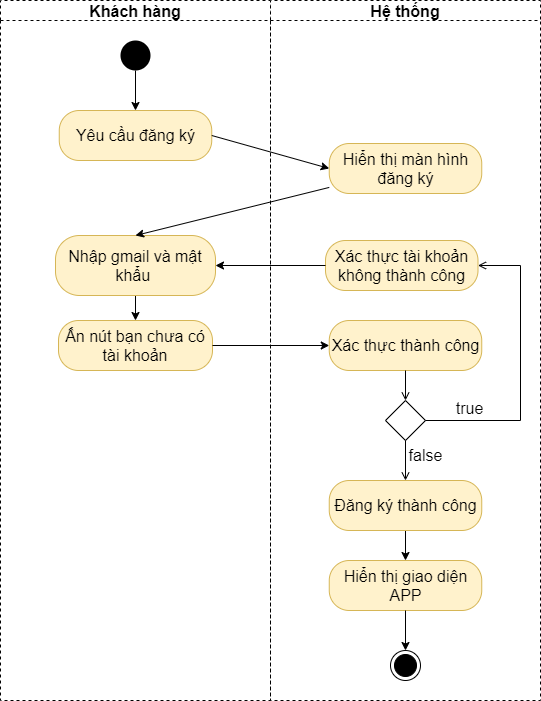 Khách hàng
Hệ thống
Yêu cầu đăng ký
Hiển thị màn hình
đăng ký
Nhập gmail và mật
khẩu
Xác thực tài khoản
không thành công
Ấn nút bạn chưa có
tài khoản
Xác thực thành công
true
false
Đăng ký thành công
Hiển thị giao diện
APP